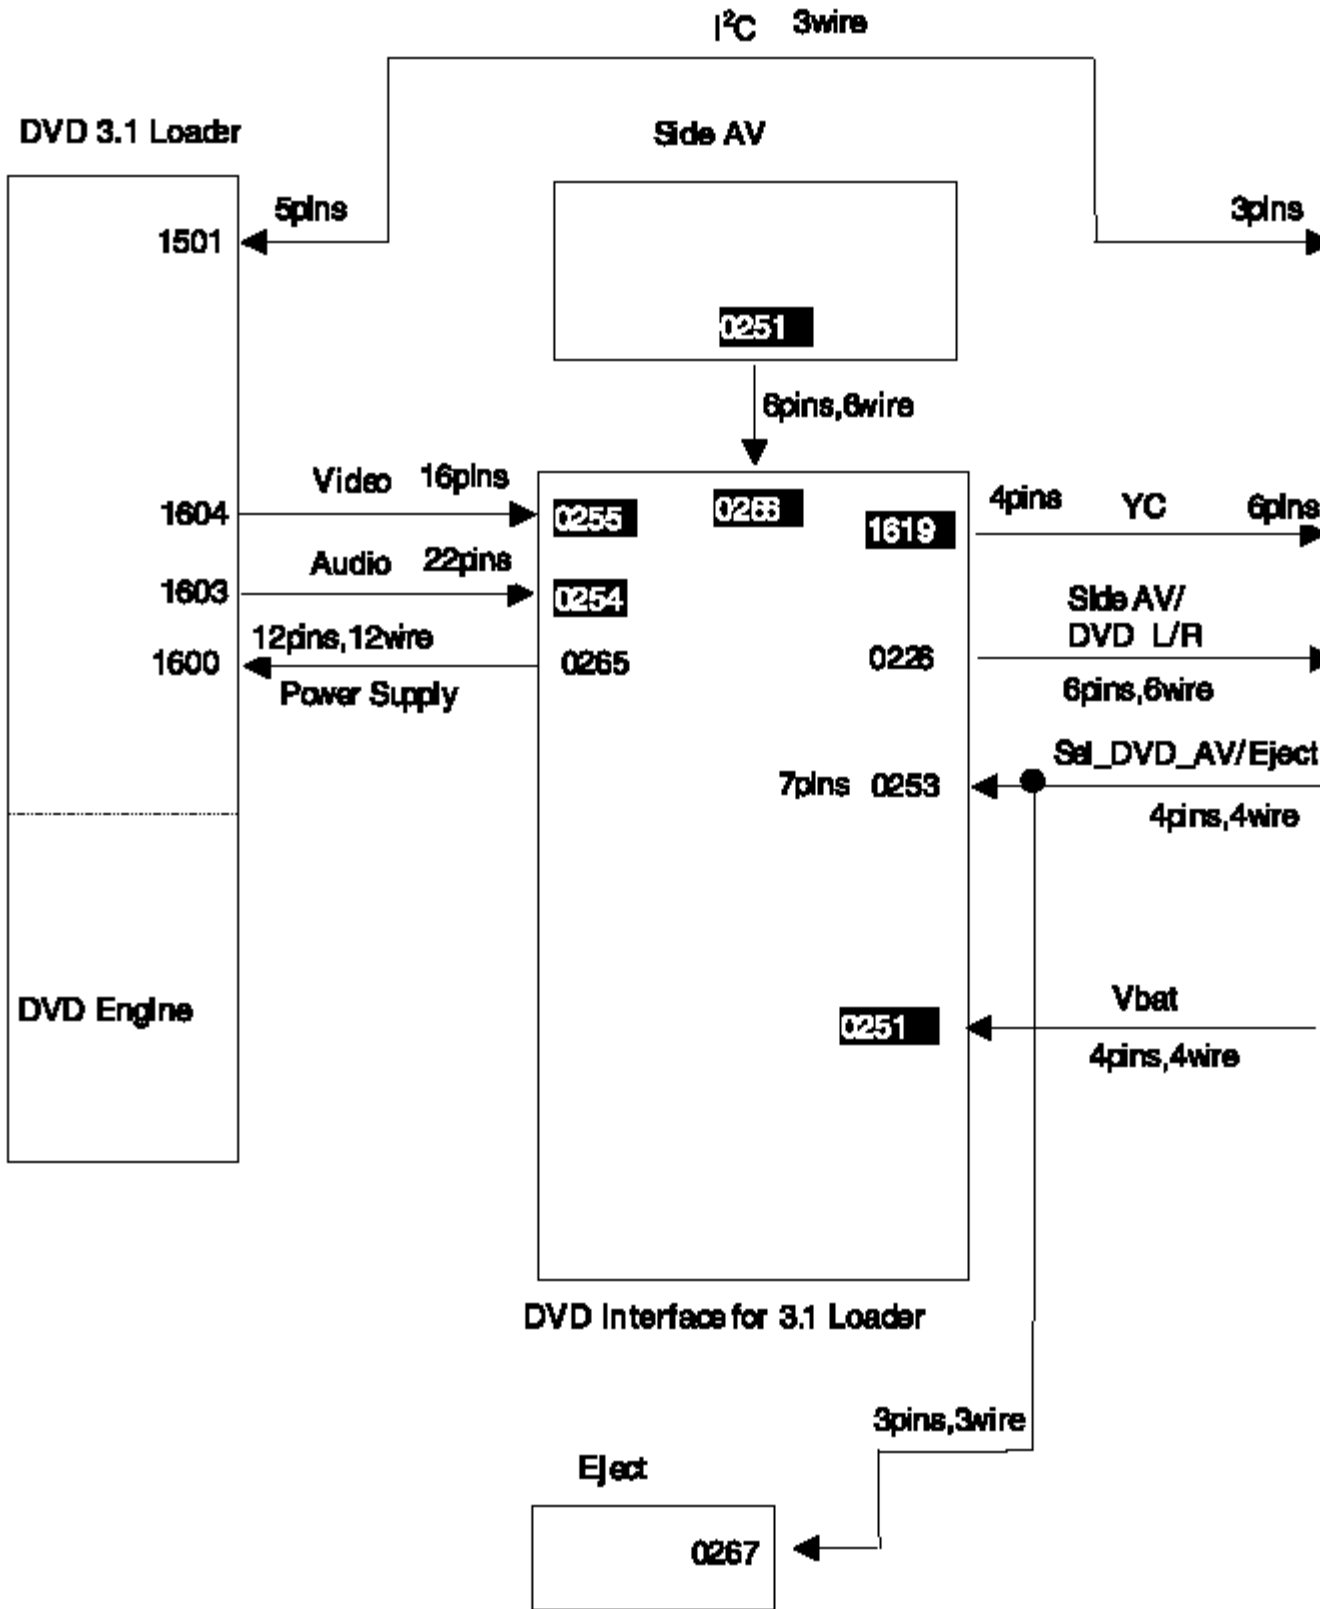 I²C 3wire
DVD 3.1 Loader
Side AV
5pins
3pins
1501
0251
6pins,6wire
Video 16pins
1604
0255
0266
1619
4pins YC 6pins
Audio 22pins
1603
0254
Side AV/
DVD L/R
12pins,12wire
1600
0265
0226
Power Supply
6pins,6wire
Sel_DVD_AV/Eject
7pins 0253
4pins,4wire
DVD Engine
Vbat
0251
4pins,4wire
DVD Interface for 3.1 Loader
3pins,3wire
Eject
0267